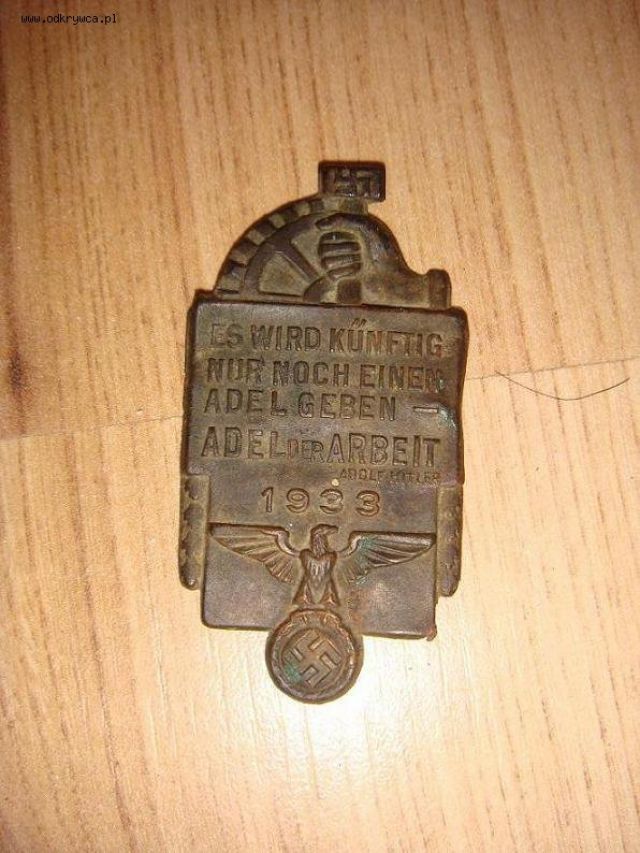 www.odkrywca.pl
ES WIRD KÜNFTIG
NUR NOCH EINEN
ADEL GEBEN –
ADEL DER ARBEIT
ADOLF HITLER
1933